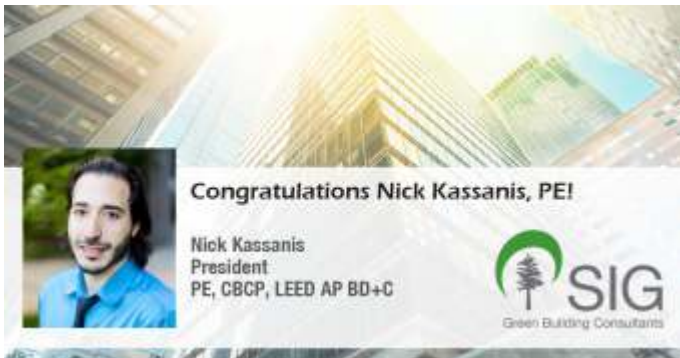 Congratulations Nick Kassanis, PE!
Nick Kassanis
President
PE, CBCP, LEED AP BD+C
SIG
Green Building Consultants